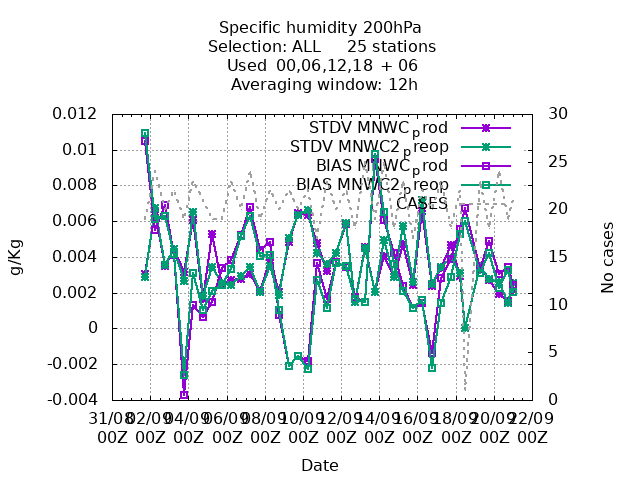 Specific humidity 200hPa
Selection: ALL 25 stations
Used 00,06,12,18 + 06
Averaging window: 12h
0.012
0.01
0.008
0.006
0.004
0.002
0
-0.002
-0.004
g/Kg
30
25
20
15
10
5
0
No cases
STDV MNWC_prod
STDV MNWC2_preop
BIAS MNWC_prod
BIAS MNWC2_preop
CASES
31/08 02/09 04/09 06/09 08/09 10/09 12/09 14/09 16/09 18/09 20/09 22/09
00Z 00Z 00Z 00Z 00Z 00Z 00Z 00Z 00Z 00Z 00Z 00Z
Date